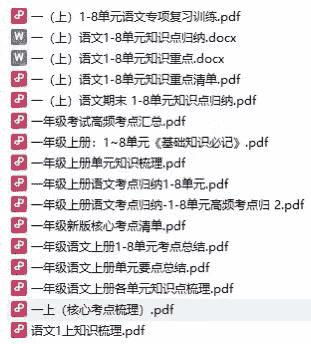 一（上）1-8单元语文专项复习训练.pdf
一（上）语文1-8单元知识点归纳.docx
一（上）语文1-8单元知识重点.docx
一（上）语文1-8单元知识重点清单.pdf
一（上）语文期末 1-8单元知识点归纳.pdf
一年级考试高频考点汇总.pdf
一年级上册：1~8单元《基础知识必记》.pdf
一年级上册单元知识梳理.pdf
一年级上册语文考点归纳1-8单元.pdf
一年级上册语文考点归纳-1-8单元高频考点归 2.pdf
一年级新版核心考点清单.pdf
一年级语文上册1-8单元考点总结.pdf
一年级语文上册单元要点总结.pdf
一年级语文上册各单元知识点梳理.pdf
一上（核心考点梳理）.pdf
语文1上知识梳理.pdf